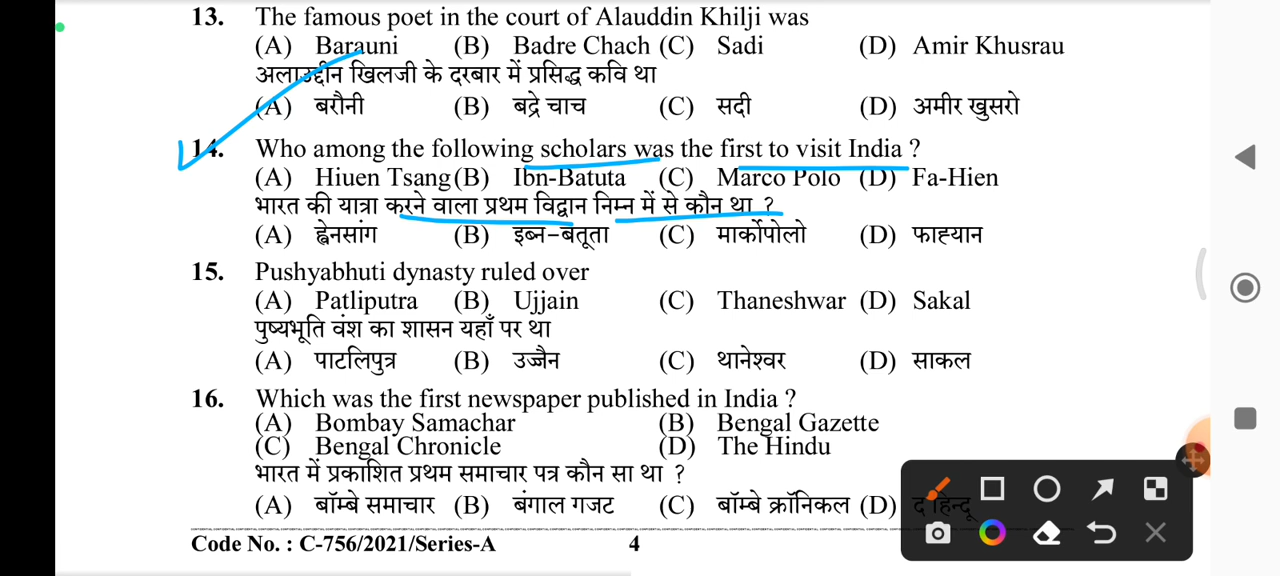 13. The famous poet in the court of Alauddin Khilji was
(A) Barauni (B) Badre Chach (C) Sadi (D) Amir Khusrau
अलाउद्दीन खिलजी के दरबार में प्रसिद्ध कवि था
(A) बरौनी (B) बद्रे चाच (C) सदी (D) अमीर खुसरो
14. Who among the following scholars was the first to visit India ?
(A) Hiuen Tsang (B) Ibn-Batuta (C) Marco Polo (D) Fa-Hien
भारत की यात्रा करने वाला प्रथम विद्वान निम्न में से कौन था ?
(A) ह्वेनसांग (B) इब्न-बतूता (C) मार्कोपोलो (D) फाह्यान
15. Pushyabhuti dynasty ruled over
(A) Patliputra (B) Ujjain (C) Thaneshwar (D) Sakal
पुष्यभूति वंश का शासन यहाँ पर था
(A) पाटलिपुत्र (B) उज्जैन (C) थानेश्वर (D) साकल
16. Which was the first newspaper published in India ?
(A) Bombay Samachar (B) Bengal Gazette
(C) Bengal Chronicle (D) The Hindu
भारत में प्रकाशित प्रथम समाचार पत्र कौन सा था ?
(A) बॉम्बे समाचार (B) बंगाल गजट (C) बॉम्बे क्रॉनिकल (D) द हिन्दू
Code No. : C-756/2021/Series-A 4